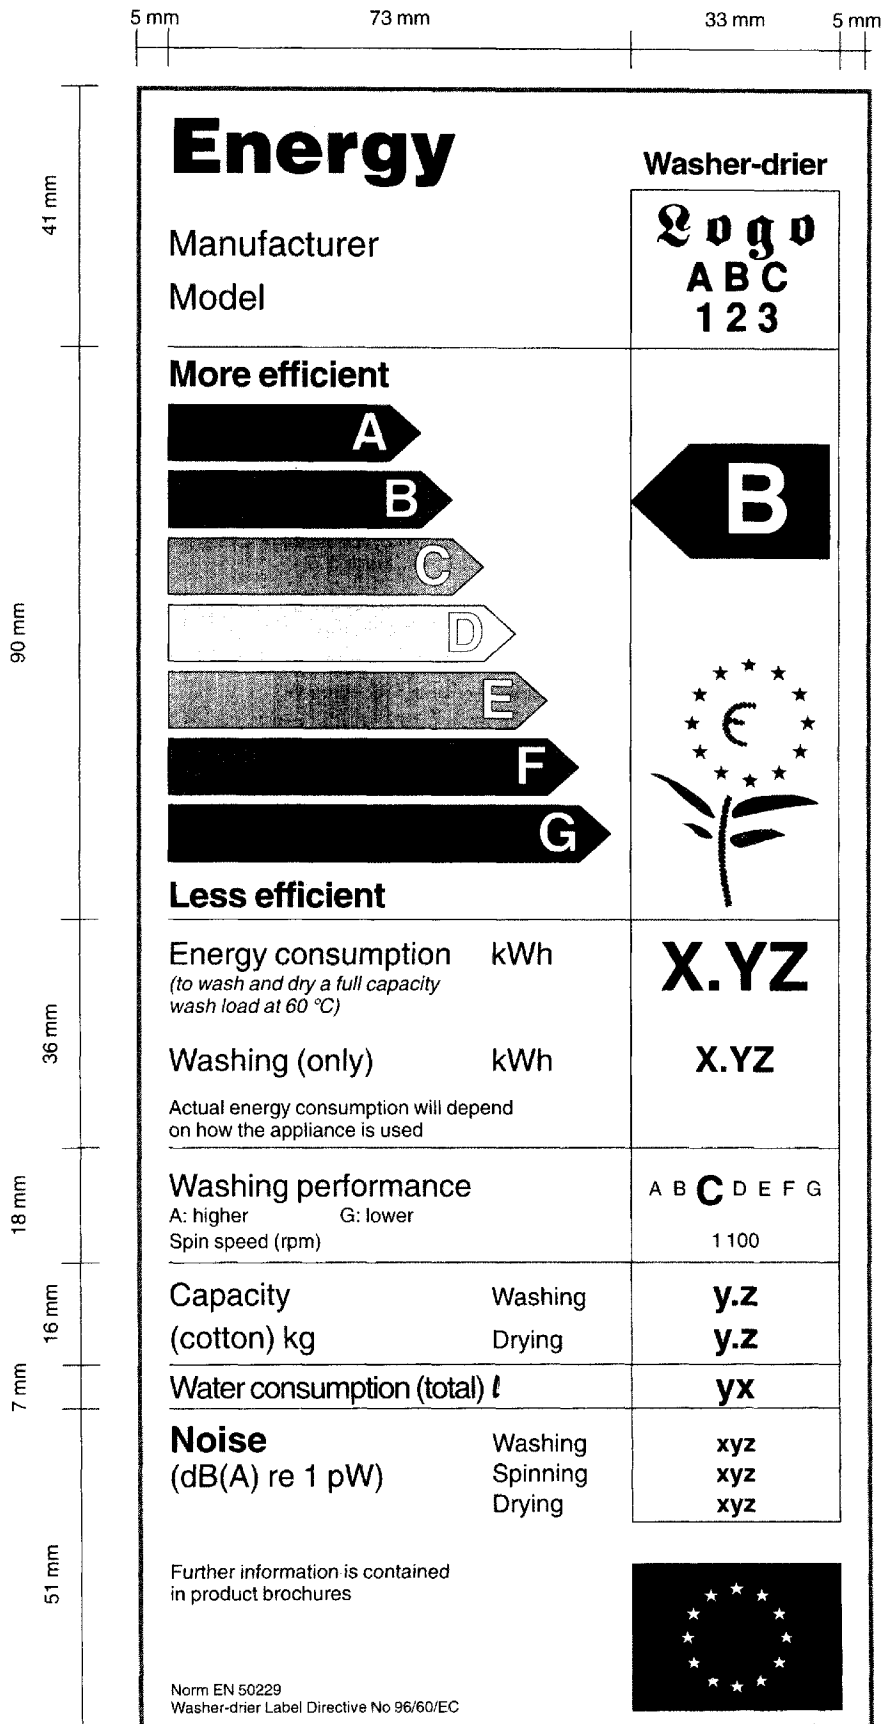 5 mm 73 mm 33 mm 5 mm
Energy
Washer-drier
41 mm
Manufacturer
Model
Logo
ABC
123
More efficient
A
B
B
C
D
E
F
G
90 mm
Less efficient
Energy consumption kWh X.YZ
(to wash and dry a full capacity
wash load at 60 °C)
36 mm
Washing (only) kWh X.YZ
Actual energy consumption will depend
on how the appliance is used
18 mm
Washing performance A B C D E F G
A: higher G: lower
Spin speed (rpm) 1100
16 mm
Capacity Washing y.z
(cotton) kg Drying y.z
7 mm
Water consumption (total) ℓ yx
Noise Washing xyz
(dB(A) re 1 pW) Spinning xyz
Drying xyz
51 mm
Further information is contained
in product brochures
Norm EN 50229
Washer-drier Label Directive No 96/60/EC